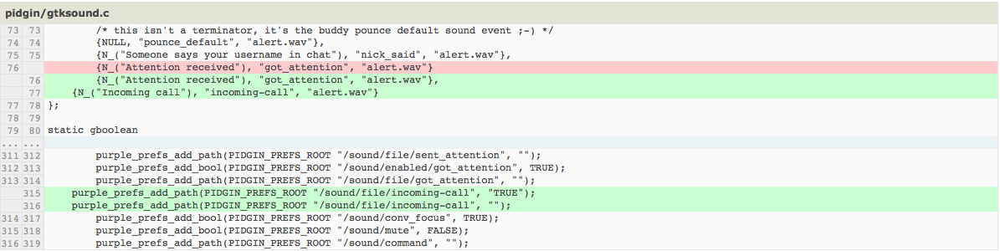 pidgin/gtksound.c
73 73 /* this isn't a terminator, it's the buddy pounce default sound event ;-) */
74 74 {NULL, "pounce_default", "alert.wav"},
75 75 {N_("Someone says your username in chat"), "nick_said", "alert.wav"},
76 {N_("Attention received"), "got_attention", "alert.wav"}
76 {N_("Attention received"), "got_attention", "alert.wav"},
77 {N_("Incoming call"), "incoming-call", "alert.wav"}
77 78 };
78 79
79 80 static gboolean
... ...
311 312 purple_prefs_add_path(PIDGIN_PREFS_ROOT "/sound/file/sent_attention", "");
312 313 purple_prefs_add_bool(PIDGIN_PREFS_ROOT "/sound/enabled/got_attention", TRUE);
313 314 purple_prefs_add_path(PIDGIN_PREFS_ROOT "/sound/file/got_attention", "");
315 purple_prefs_add_path(PIDGIN_PREFS_ROOT "/sound/file/incoming-call", "TRUE");
316 purple_prefs_add_path(PIDGIN_PREFS_ROOT "/sound/file/incoming-call", "");
314 317 purple_prefs_add_bool(PIDGIN_PREFS_ROOT "/sound/conv_focus", TRUE);
315 318 purple_prefs_add_bool(PIDGIN_PREFS_ROOT "/sound/mute", FALSE);
316 319 purple_prefs_add_path(PIDGIN_PREFS_ROOT "/sound/command", "");